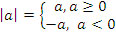 |a| = { a, a ≥ 0
−a, a < 0